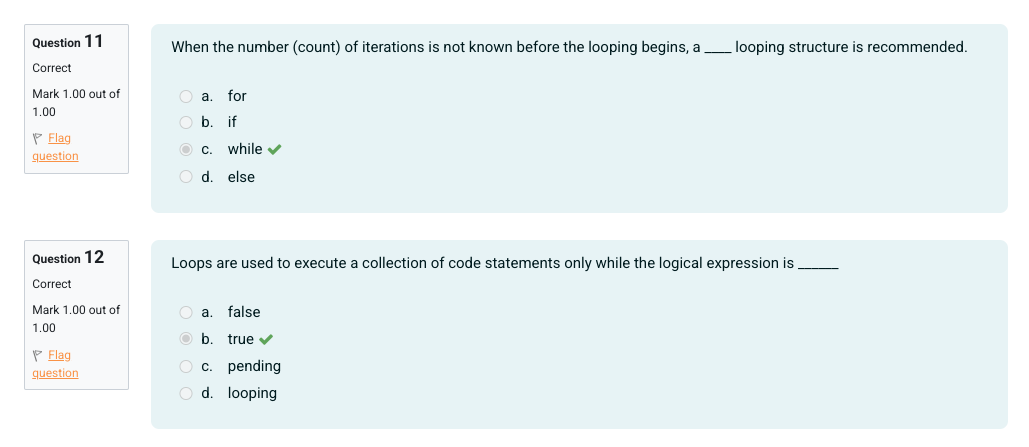 Question 11
Correct
Mark 1.00 out of
1.00
Flag
question
When the number (count) of iterations is not known before the looping begins, a ____ looping structure is recommended.
a. for
b. if
c. while
d. else
Question 12
Correct
Mark 1.00 out of
1.00
Flag
question
Loops are used to execute a collection of code statements only while the logical expression is ______
a. false
b. true
c. pending
d. looping